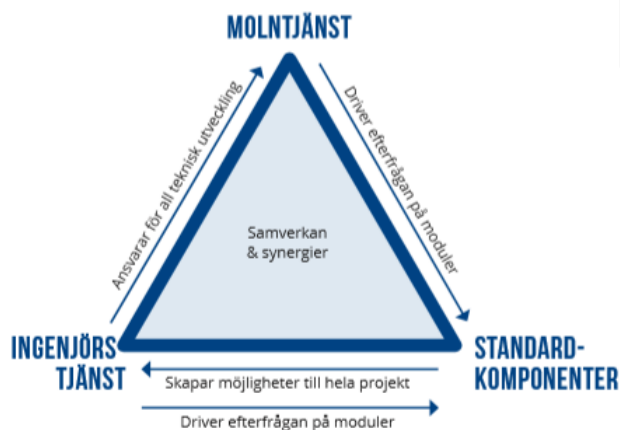 MOLNTJÄNST
Ansvarar för all teknisk utveckling
Driver efterfrågan på moduler
Samverkan
& synergier
INGENJÖRS
TJÄNST
STANDARD-
KOMPONENTER
Skapar möjligheter till hela projekt
Driver efterfrågan på moduler